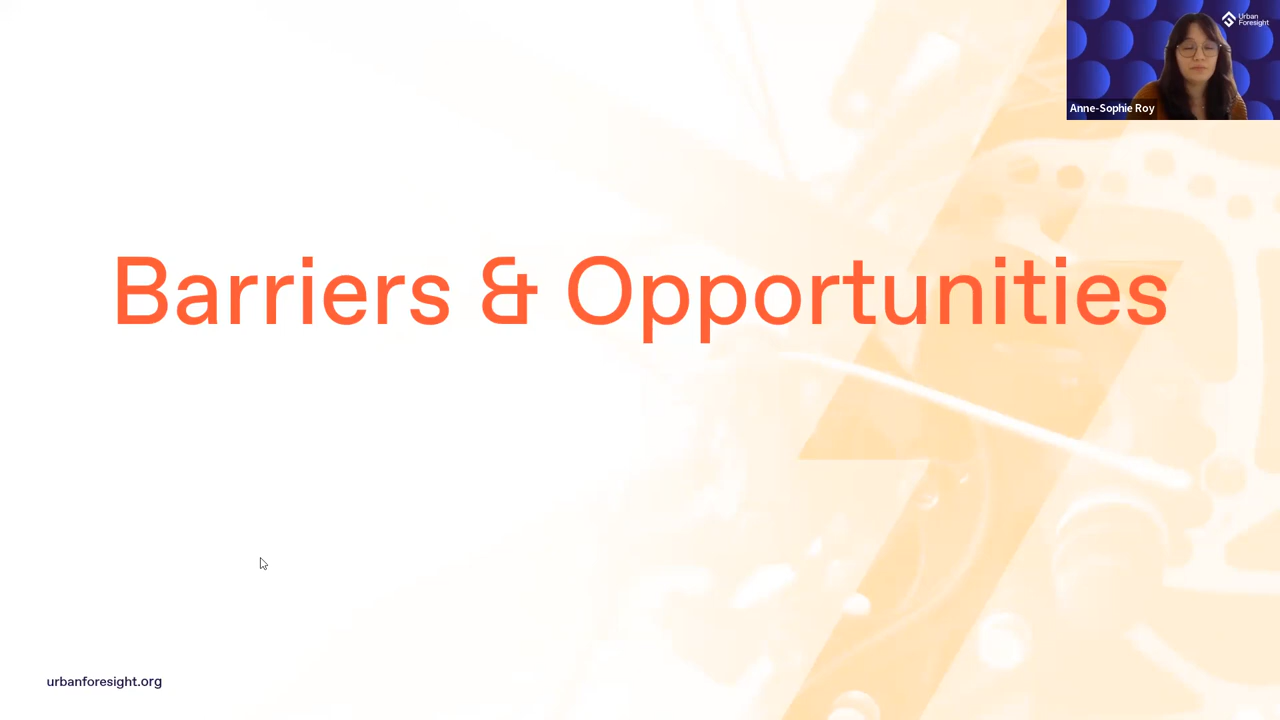 Urban
Foresight
Anne-Sophie Roy
Barriers & Opportunities
urbanforesight.org